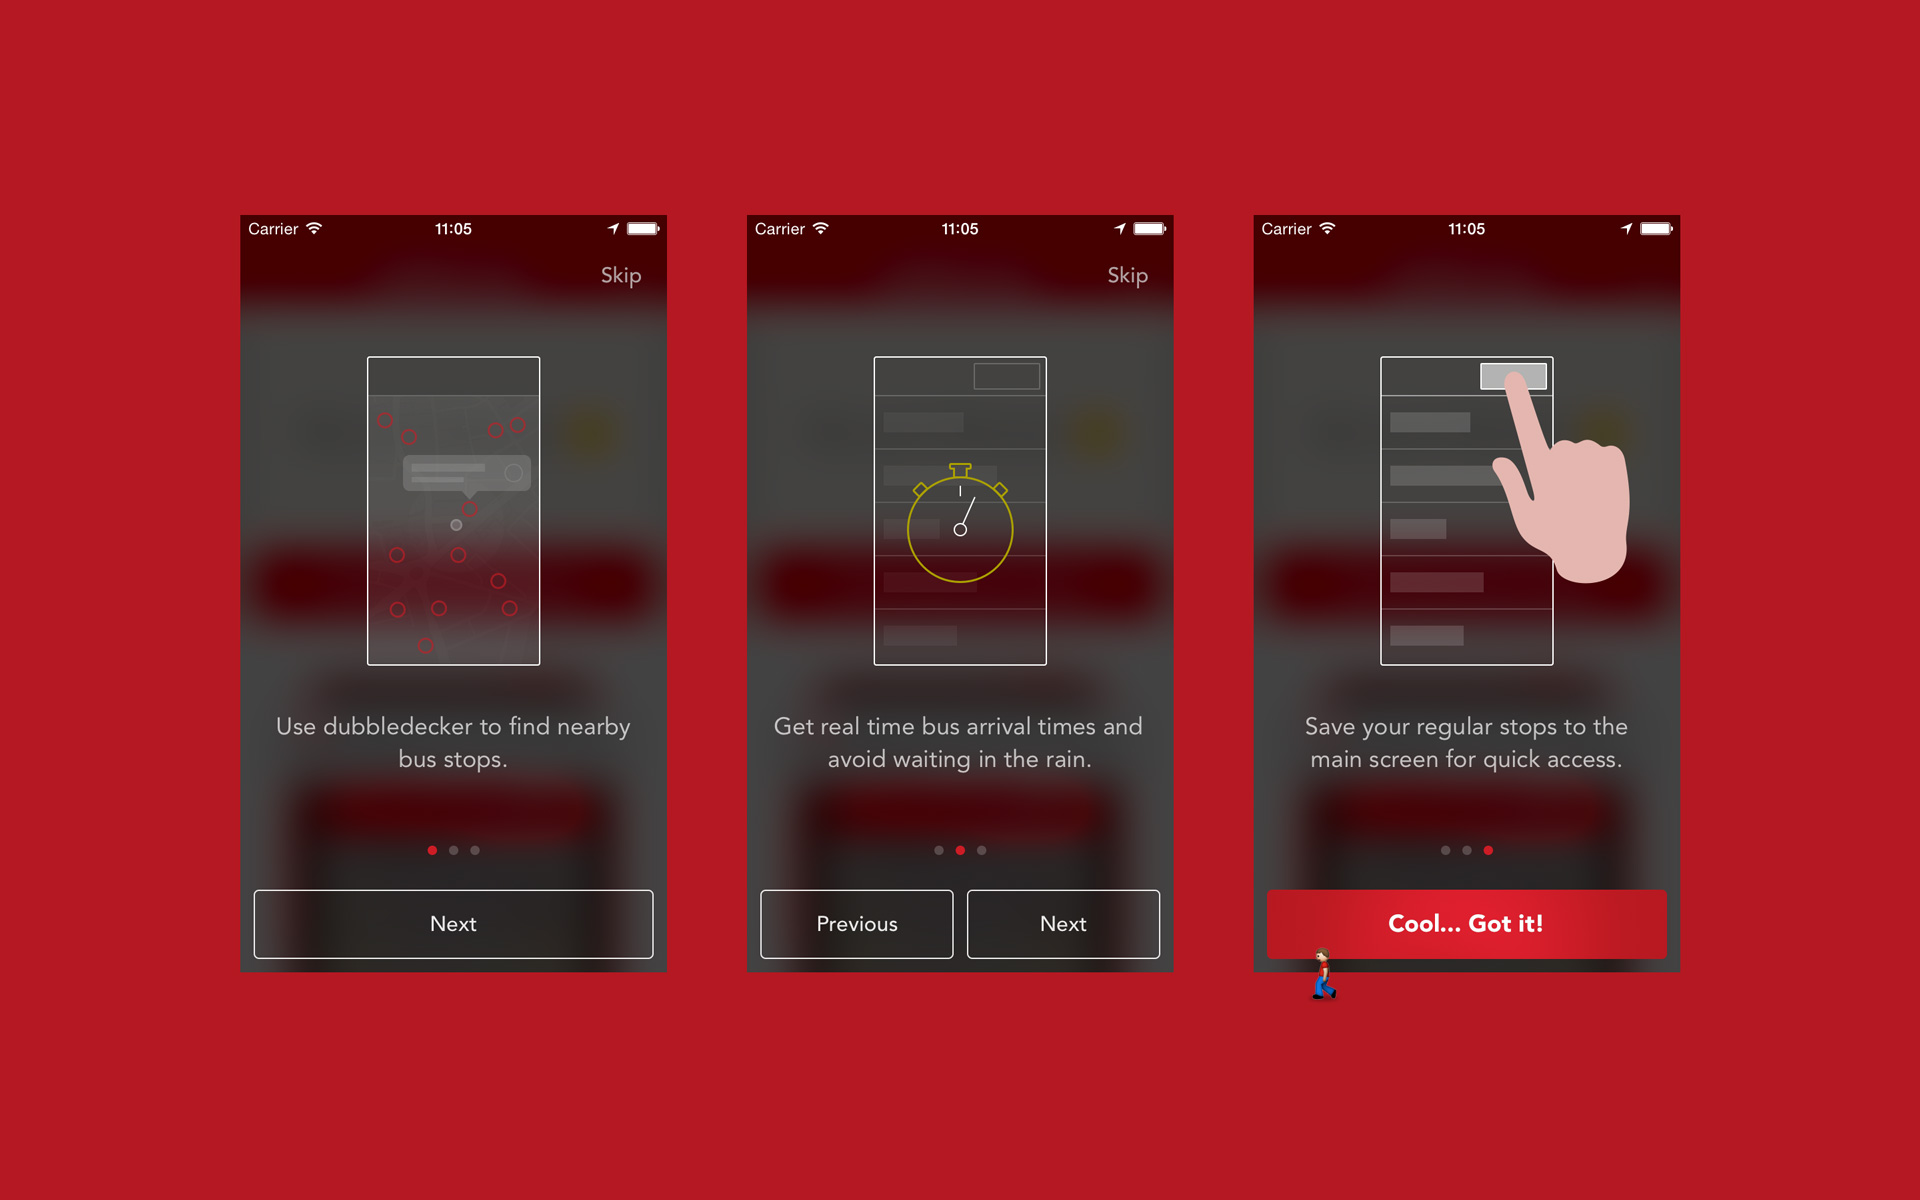 Carrier 11:05
Skip
Use dubbledecker to find nearby
bus stops.
Next
Carrier 11:05
Skip
Get real time bus arrival times and
avoid waiting in the rain.
Previous
Next
Carrier 11:05
Save your regular stops to the
main screen for quick access.
Cool... Got it!